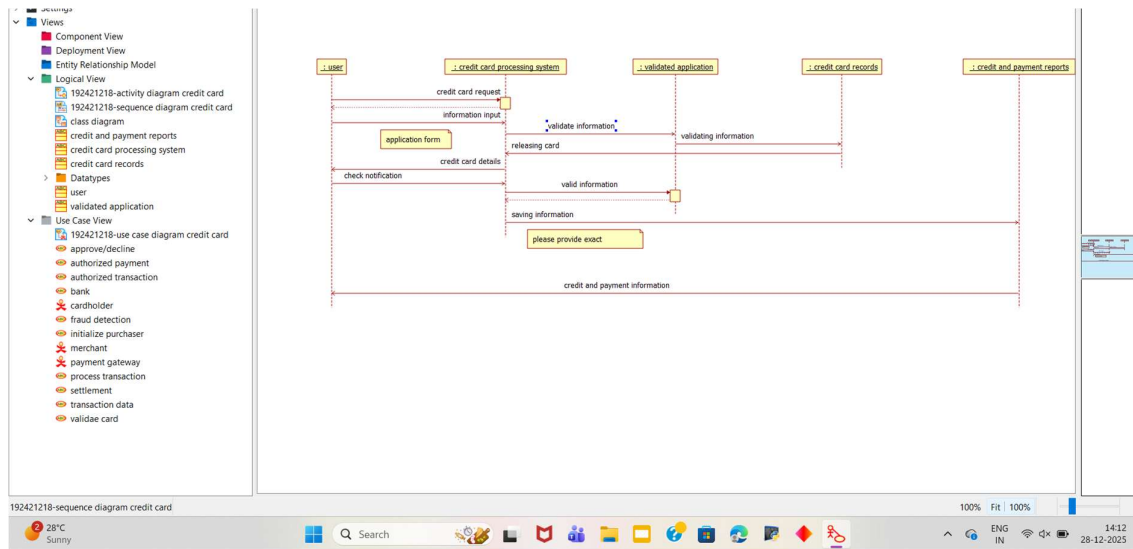 Settings
Views
Component View
Deployment View
Entity Relationship Model
Logical View
192421218-activity diagram credit card
192421218-sequence diagram credit card
class diagram
credit and payment reports
credit card processing system
credit card records
Datatypes
user
validated application
Use Case View
192421218-use case diagram credit card
approve/decline
authorized payment
authorized transaction
bank
cardholder
fraud detection
initialize purchaser
merchant
payment gateway
process transaction
settlement
transaction data
validae card
: user
: credit card processing system
: validated application
: credit card records
: credit and payment reports
credit card request
information input
validate information
application form
validating information
releasing card
credit card details
check notification
valid information
saving information
please provide exact
credit and payment information
192421218-sequence diagram credit card
100% Fit 100%
2
28°C
Sunny
Search
ENG
IN
14:12
28-12-2025